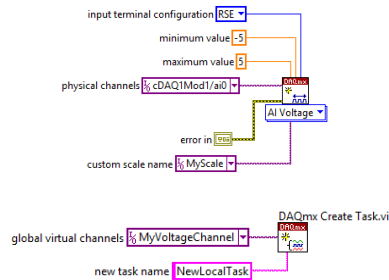 input terminal configuration RSE
minimum value -5
maximum value 5
physical channels cDAQ1Mod1/ai0
DAQmx
AI Voltage
error in
custom scale name MyScale
DAQmx Create Task.vi
global virtual channels MyVoltageChannel
DAQmx
new task name NewLocalTask